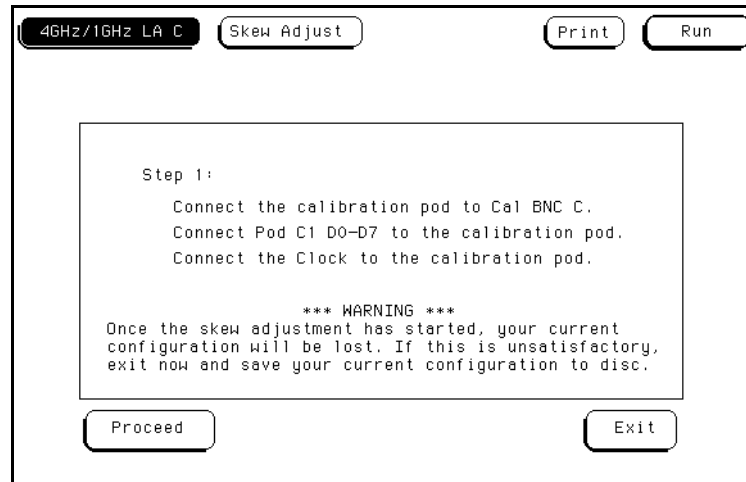 4GHz/1GHz LA C
Skew Adjust
Print
Run
Step 1:
Connect the calibration pod to Cal BNC C.
Connect Pod C1 D0-D7 to the calibration pod.
Connect the Clock to the calibration pod.
*** WARNING ***
Once the skew adjustment has started, your current
configuration will be lost. If this is unsatisfactory,
exit now and save your current configuration to disc.
Proceed
Exit